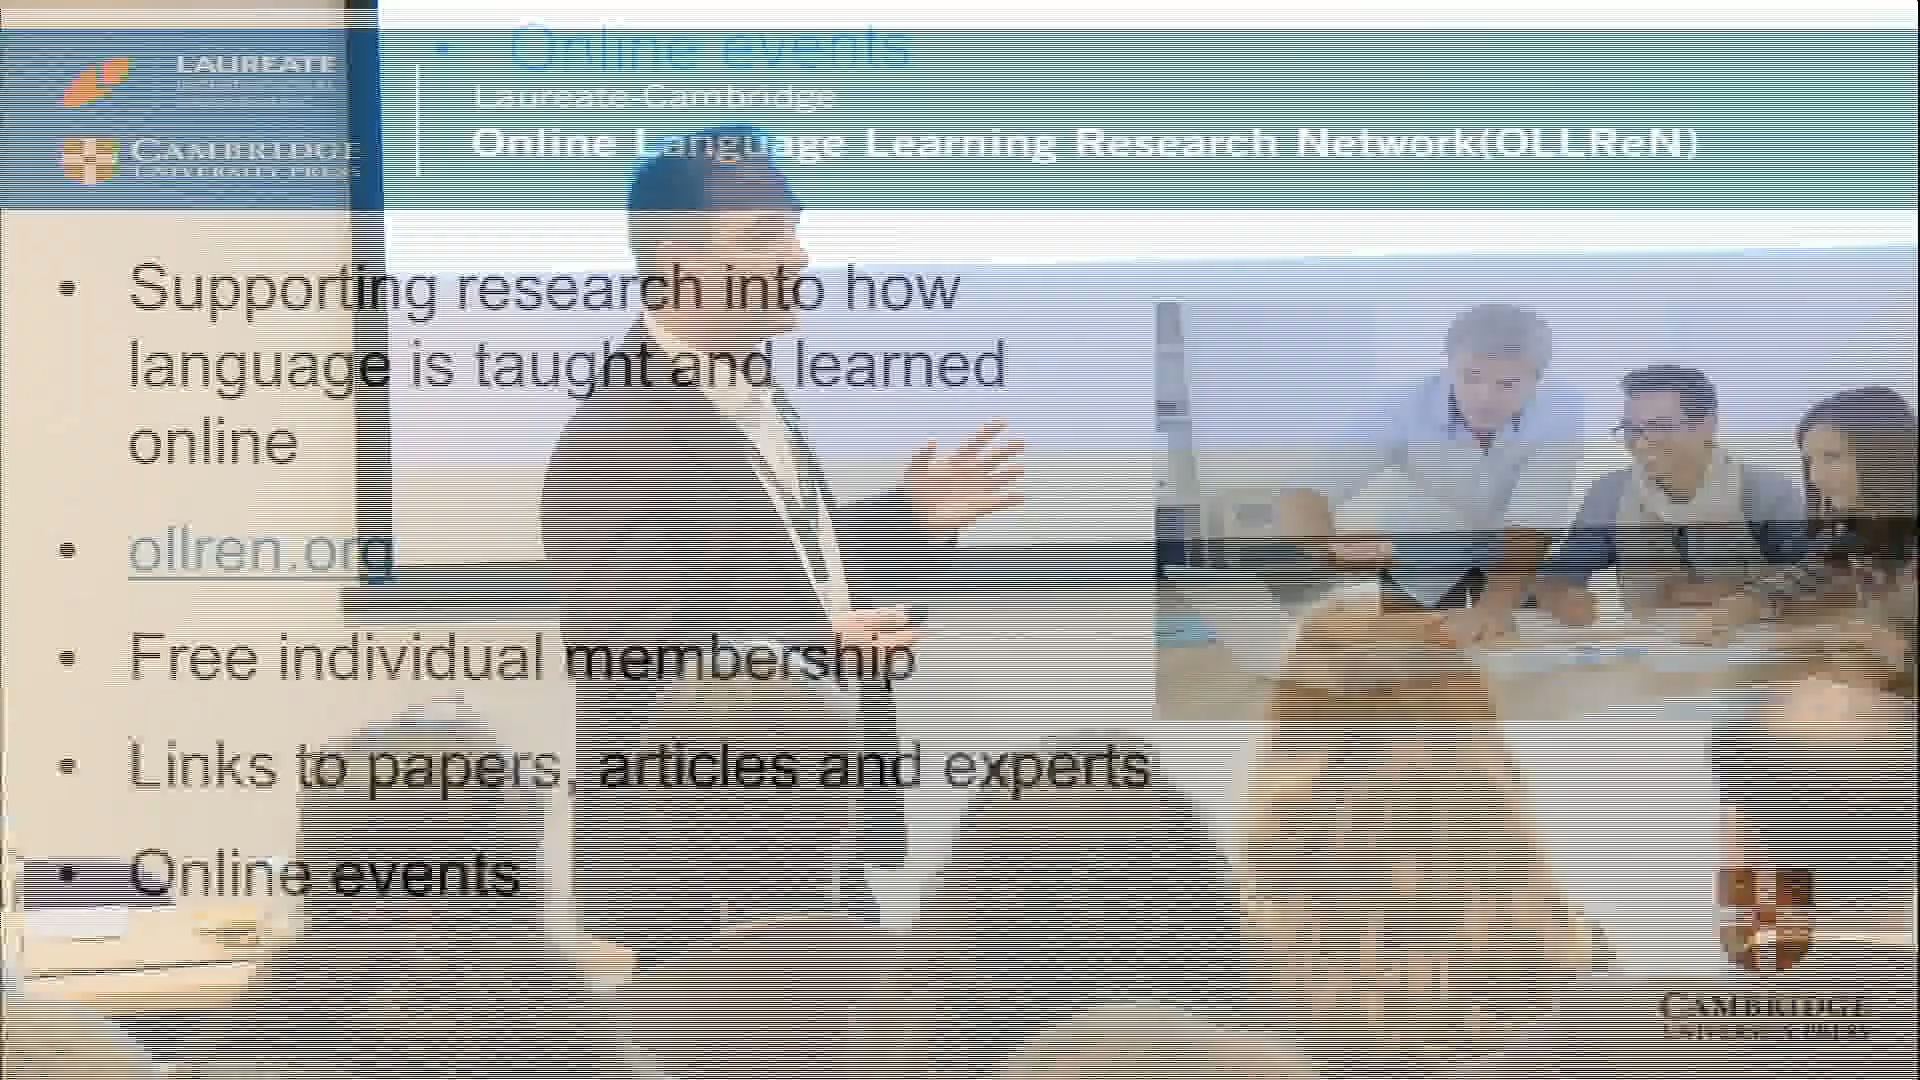 Online events
LAUREATE
Laureate-Cambridge
Online Language Learning Research Network(OLLReN)
CAMBRIDGE
UNIVERSITY PRESS
• Supporting research into how
language is taught and learned
online
• ollren.org
• Free individual membership
• Links to papers, articles and experts
• Online events
CAMBRIDGE
UNIVERSITY PRESS